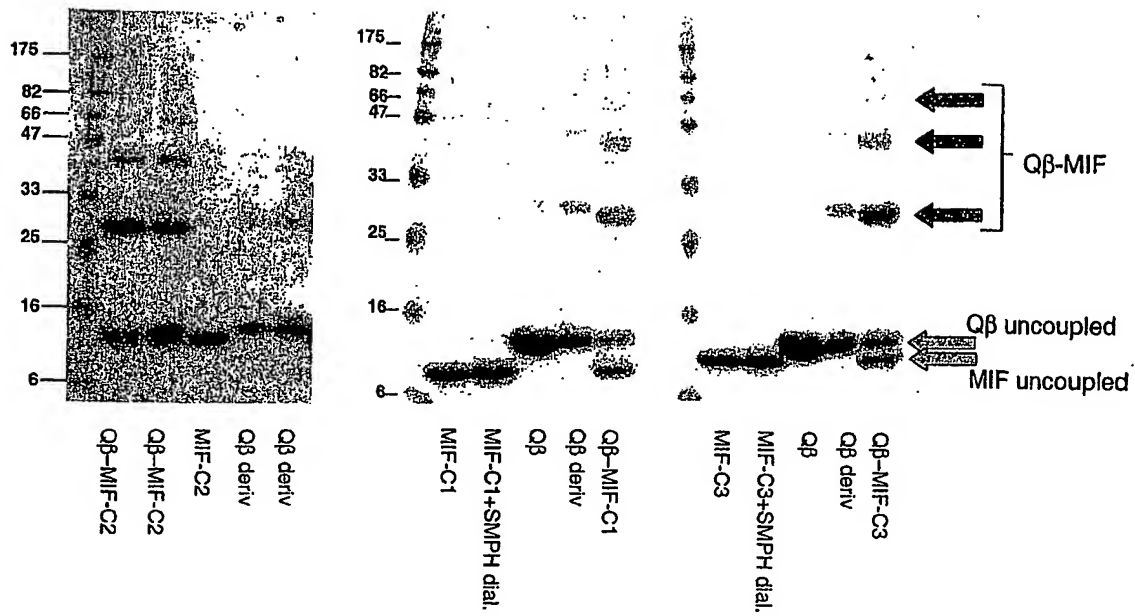 175
82
66
47
33
26
16
6
Qβ–MIF-C2
Qβ–MIF-C2
MIF-C2
Qβ deriv
Qβ deriv
175
82
66
47
33
25
16
6
MIF-C1
MIF-C1+SMPH dial.
Qβ
Qβ deriv
Qβ–MIF-C1
MIF-C3
MIF-C3+SMPH dial.
Qβ
Qβ deriv
Qβ–MIF-C3
Qβ-MIF
Qβ uncoupled
MIF uncoupled